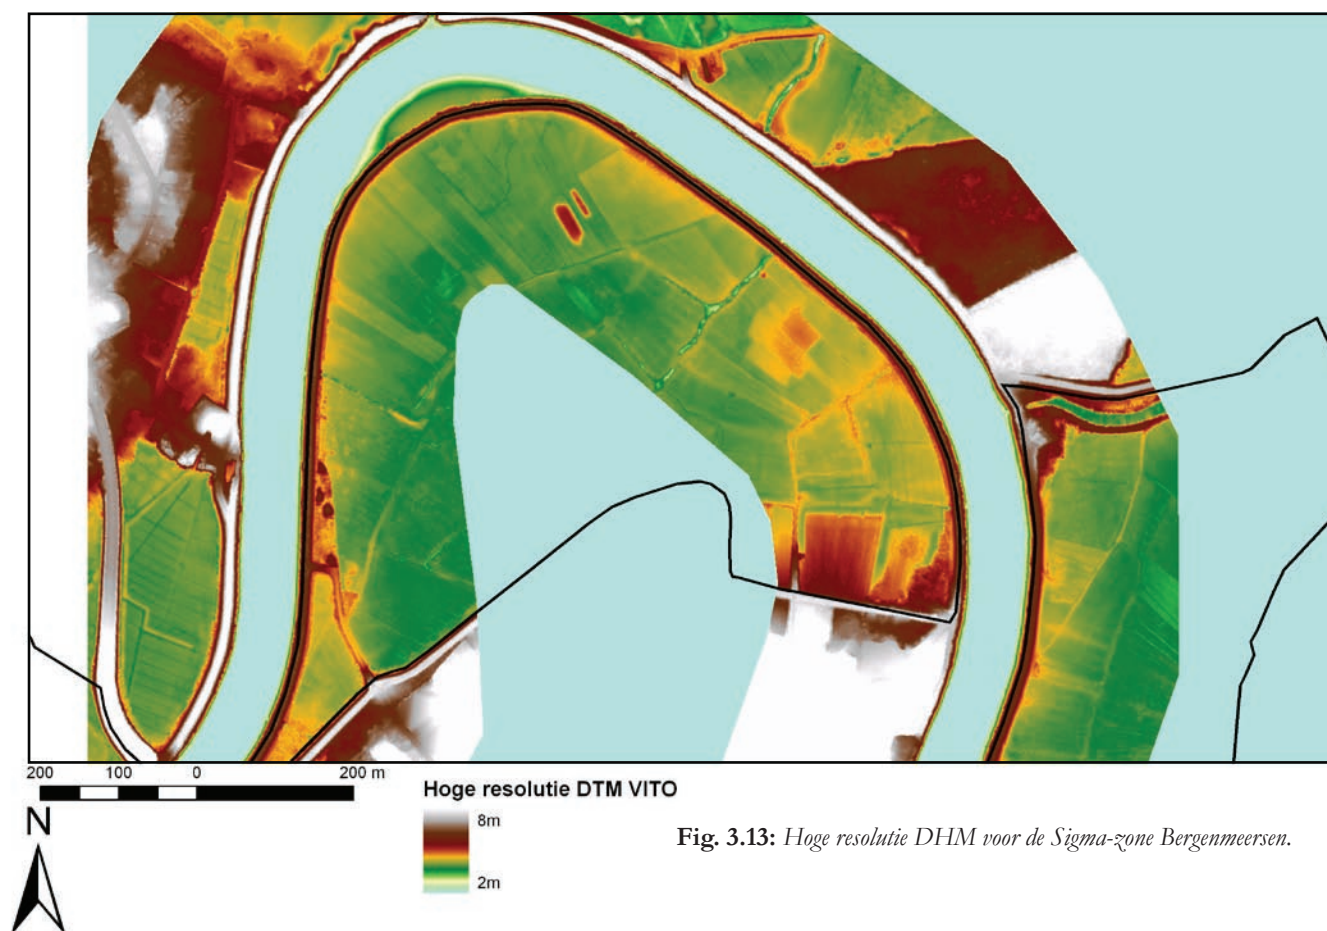 200 100 0 200 m
Hoge resolutie DTM VITO
8m
2m
N
Fig. 3.13: Hoge resolutie DHM voor de Sigma-zone Bergenmeersen.